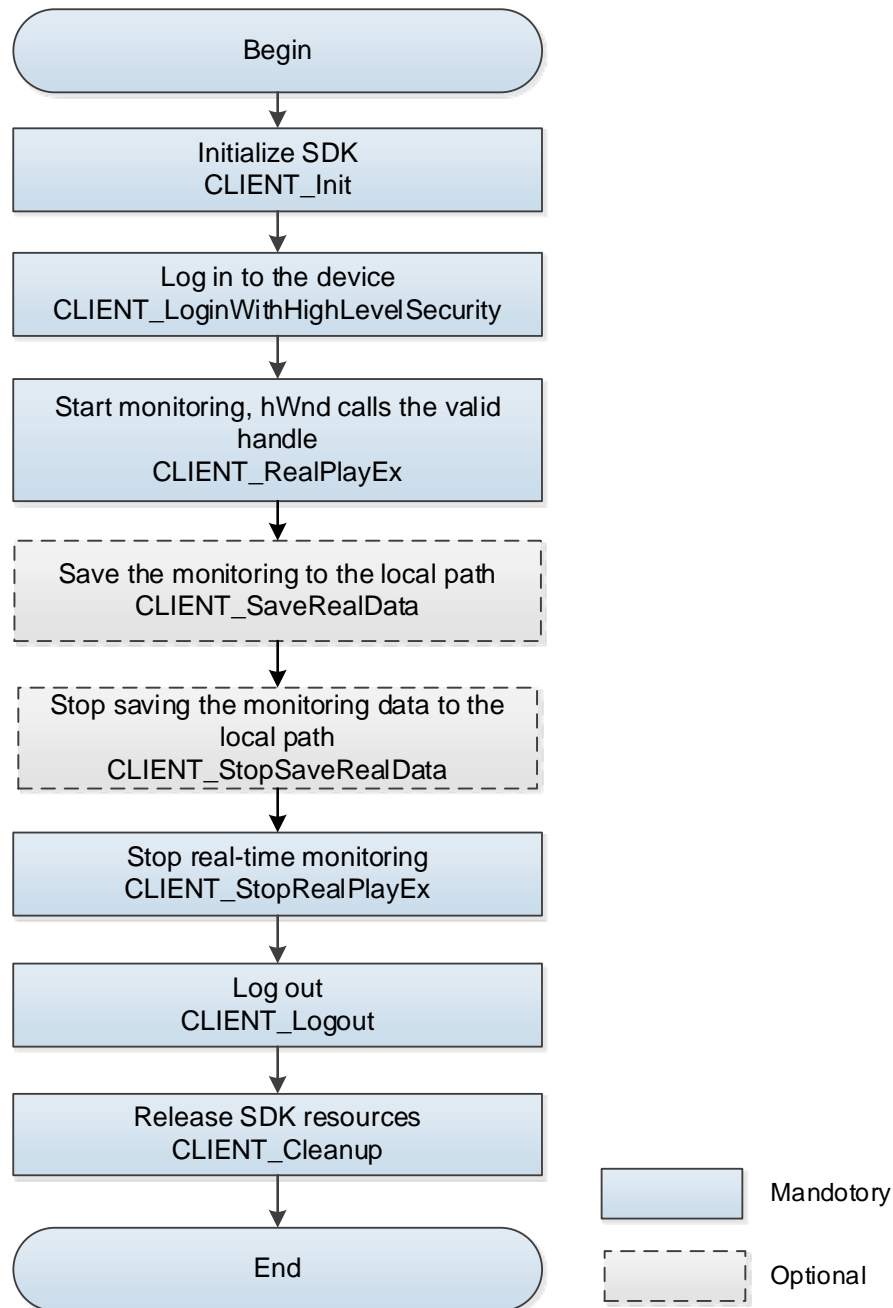 Begin
Initialize SDK
CLIENT_Init
Log in to the device
CLIENT_LoginWithHighLevelSecurity
Start monitoring, hWnd calls the valid
handle
CLIENT_RealPlayEx
Save the monitoring to the local path
CLIENT_SaveRealData
Stop saving the monitoring data to the
local path
CLIENT_StopSaveRealData
Stop real-time monitoring
CLIENT_StopRealPlayEx
Log out
CLIENT_Logout
Release SDK resources
CLIENT_Cleanup
End
Mandotory
Optional